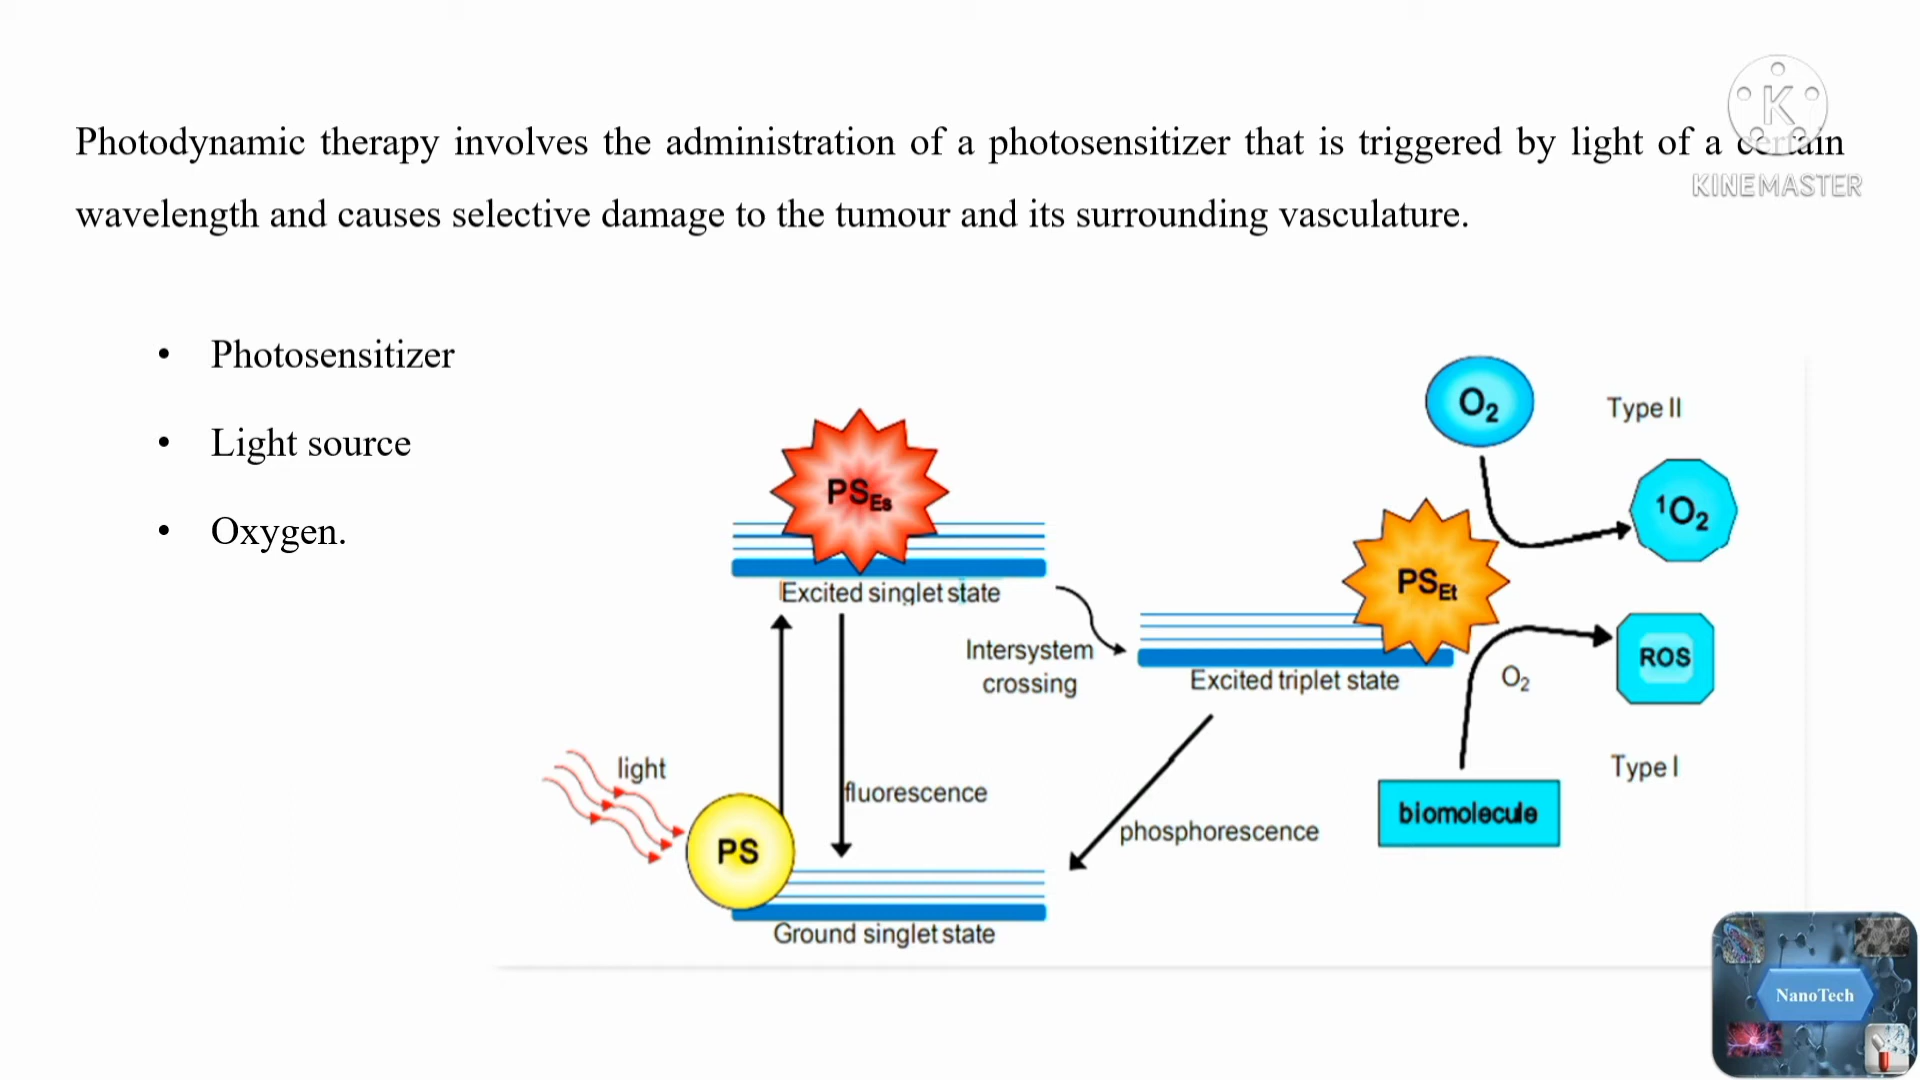 Photodynamic therapy involves the administration of a photosensitizer that is triggered by light of a certain
wavelength and causes selective damage to the tumour and its surrounding vasculature.
K
KINEMASTER
• Photosensitizer
• Light source
• Oxygen.
O₂
Type II
PS_Es
¹O₂
Excited singlet state
PS_Et
Intersystem
crossing
Excited triplet state
O₂
ROS
light
fluorescence
phosphorescence
Type I
biomolecule
PS
Ground singlet state
NanoTech